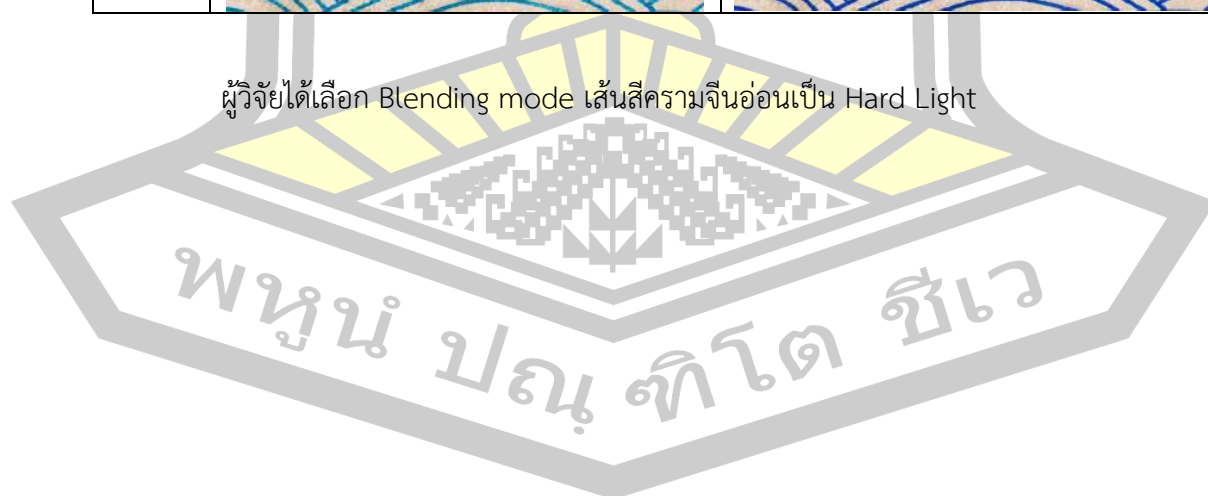 ผู้วิจัยได้เลือก Blending mode เส้นสีครามจีนอ่อนเป็น Hard Light
พหูนํ ปณฺ ฑิโต ชีเว